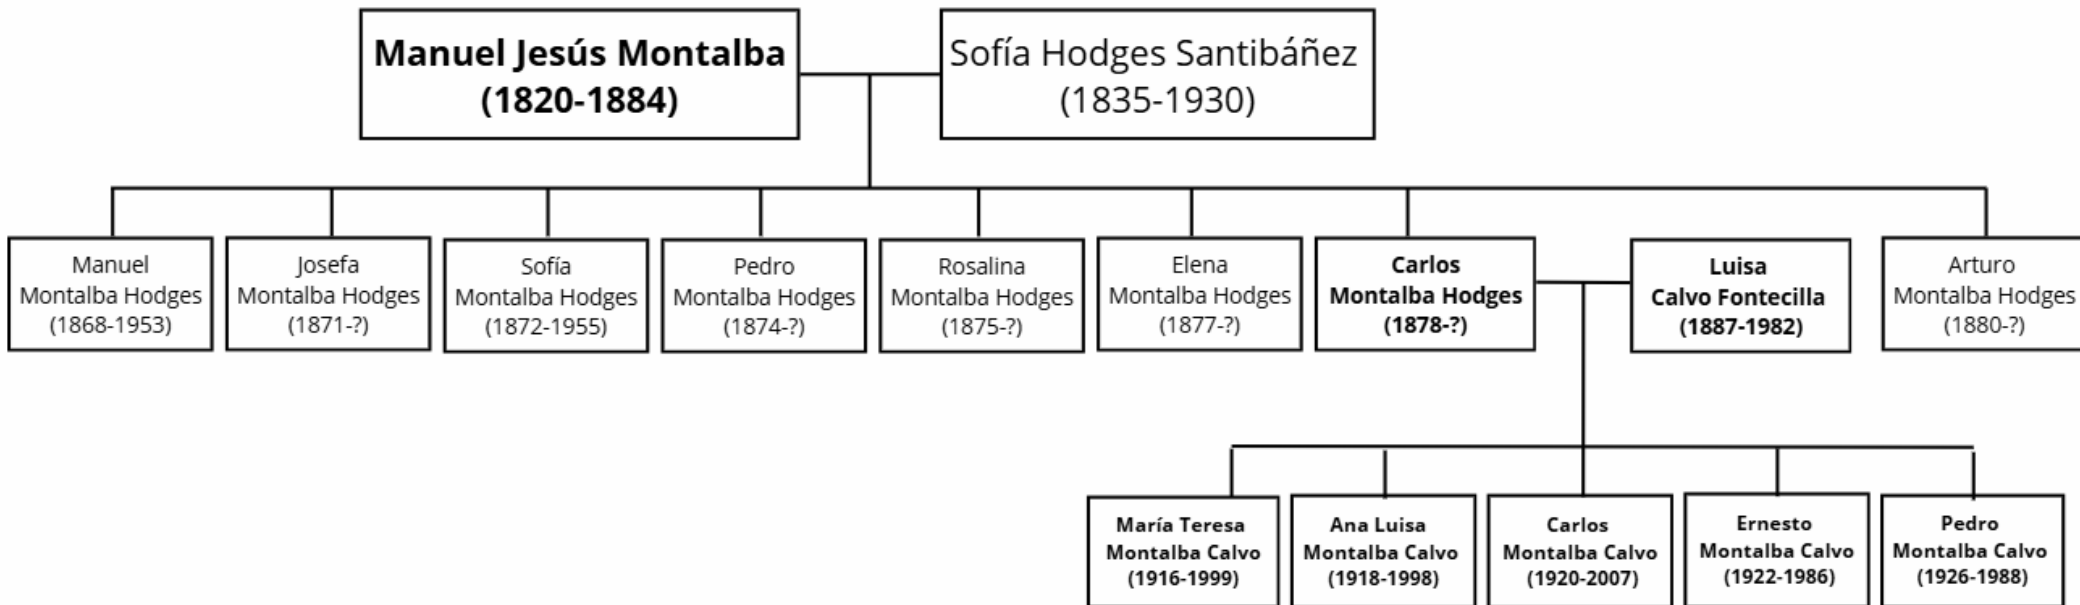 Manuel Jesús Montalba
(1820-1884)
Sofía Hodges Santibáñez
(1835-1930)
Manuel
Montalba Hodges
(1868-1953)
Josefa
Montalba Hodges
(1871-?)
Sofía
Montalba Hodges
(1872-1955)
Pedro
Montalba Hodges
(1874-?)
Rosalina
Montalba Hodges
(1875-?)
Elena
Montalba Hodges
(1877-?)
Carlos
Montalba Hodges
(1878-?)
Luisa
Calvo Fontecilla
(1887-1982)
Arturo
Montalba Hodges
(1880-?)
María Teresa
Montalba Calvo
(1916-1999)
Ana Luisa
Montalba Calvo
(1918-1998)
Carlos
Montalba Calvo
(1920-2007)
Ernesto
Montalba Calvo
(1922-1986)
Pedro
Montalba Calvo
(1926-1988)